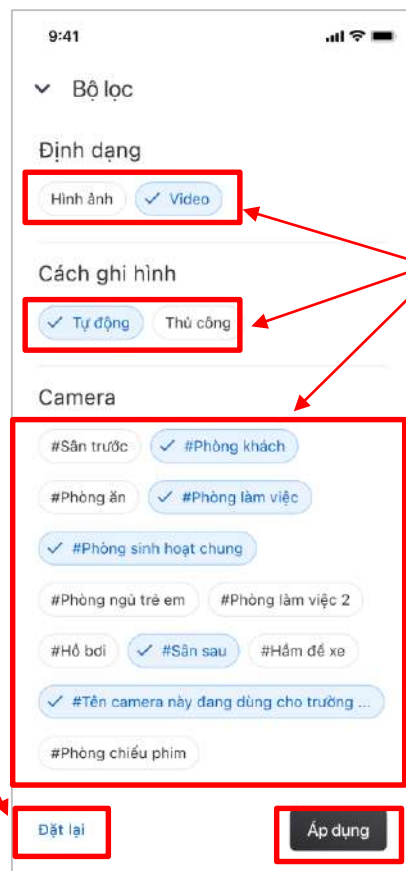 9:41
Bộ lọc
Định dạng
Hình ảnh Video
Cách ghi hình
Tự động Thủ công
Camera
#Sân trước #Phòng khách
#Phòng ăn #Phòng làm việc
#Phòng sinh hoạt chung
#Phòng ngủ trẻ em #Phòng làm việc 2
#Hồ bơi #Sân sau #Hầm để xe
#Tên camera này đang dùng cho trường ...
#Phòng chiếu phim
Đặt lại Áp dụng